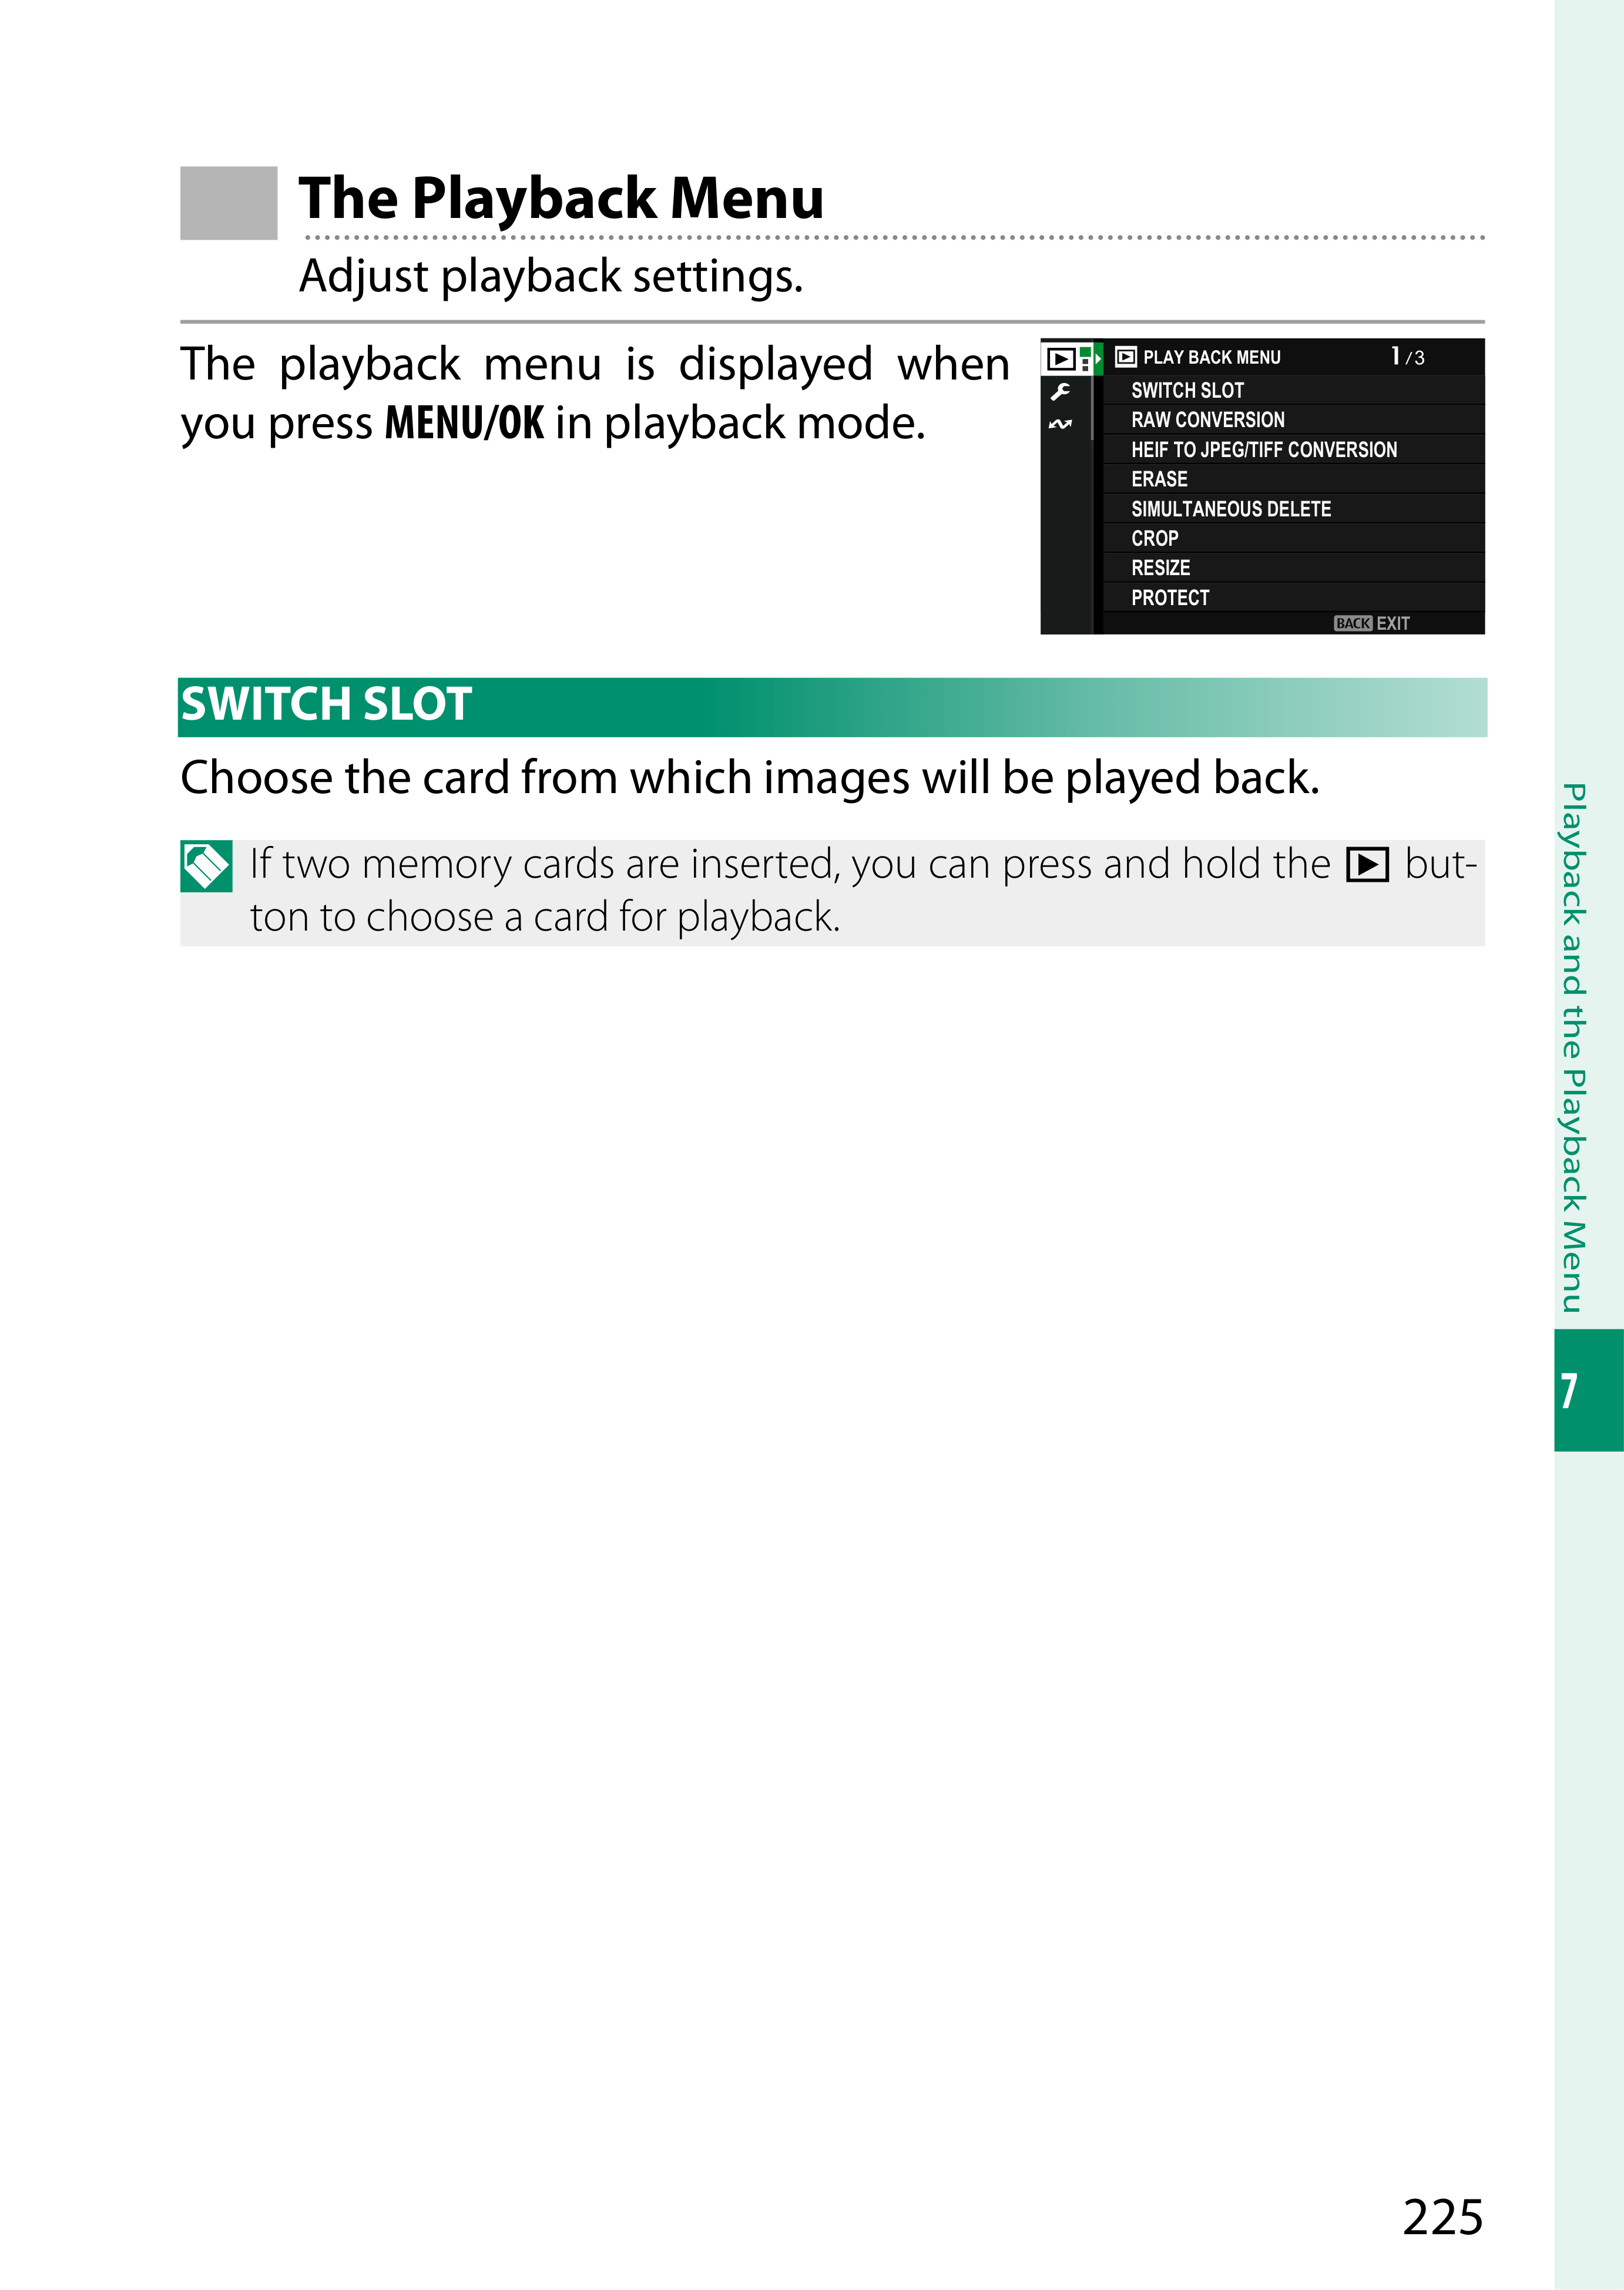 The Playback Menu
Adjust playback settings.
The playback menu is displayed when
you press MENU/OK in playback mode.
PLAY BACK MENU 1/3
SWITCH SLOT
RAW CONVERSION
HEIF TO JPEG/TIFF CONVERSION
ERASE
SIMULTANEOUS DELETE
CROP
RESIZE
PROTECT
BACK EXIT
SWITCH SLOT
Choose the card from which images will be played back.
If two memory cards are inserted, you can press and hold the but-
ton to choose a card for playback.
Playback and the Playback Menu
7
225